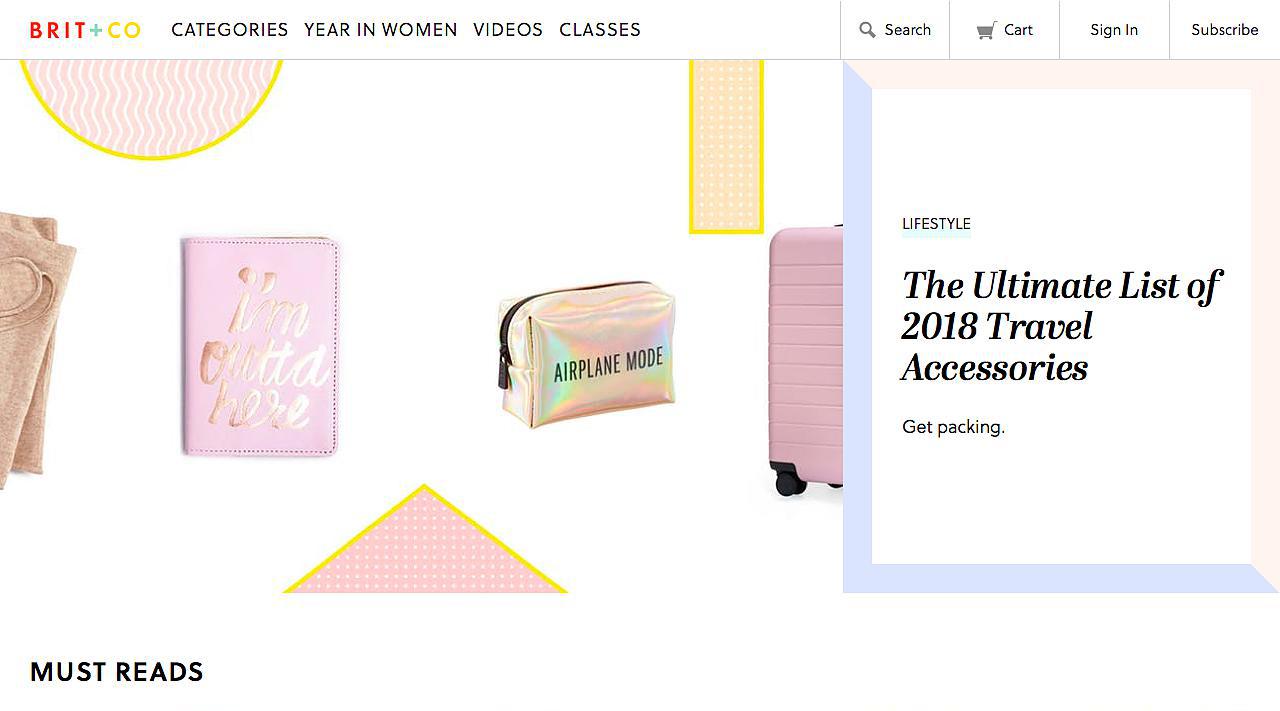 BRIT+CO CATEGORIES YEAR IN WOMEN VIDEOS CLASSES Search Cart Sign In Subscribe
i'm
outta
here
AIRPLANE MODE
LIFESTYLE
The Ultimate List of
2018 Travel
Accessories
Get packing.
MUST READS